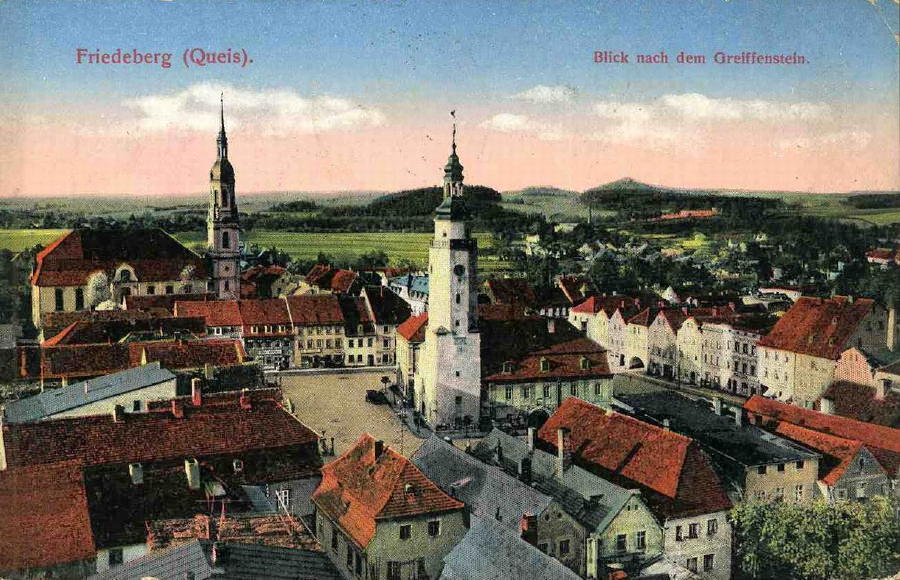 Friedeberg (Queis).
Blick nach dem Greiffenstein.